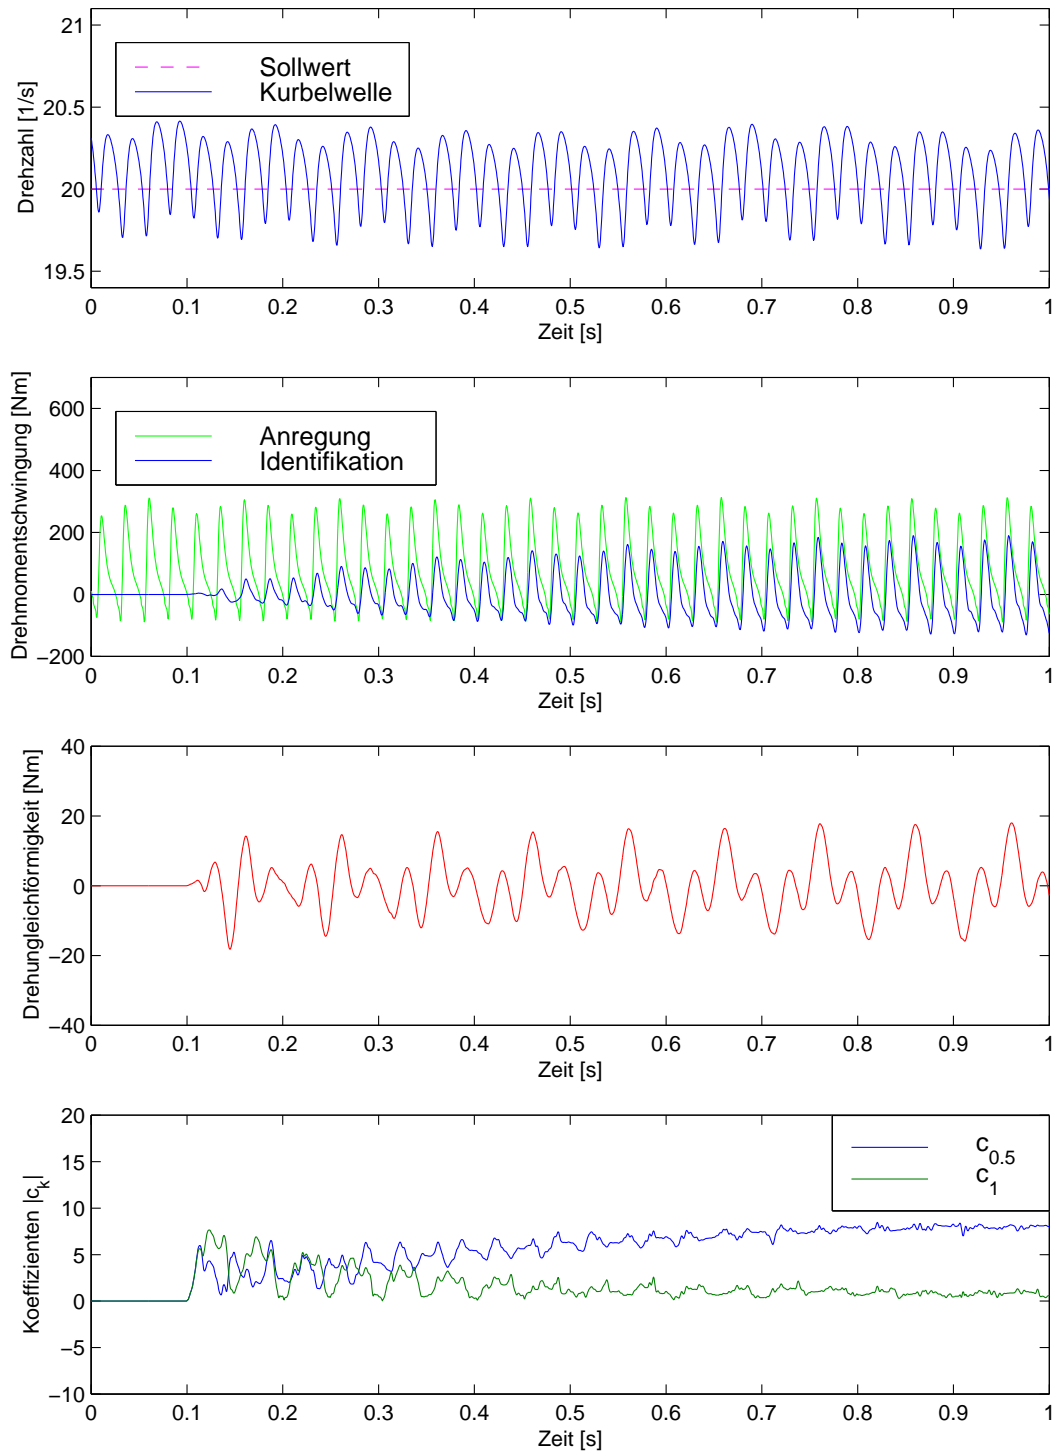 21
20.5
20
19.5
Drehzahl [1/s]
Sollwert
Kurbelwelle
0 0.1 0.2 0.3 0.4 0.5 0.6 0.7 0.8 0.9 1
Zeit [s]
600
400
200
0
−200
Drehmomentschwingung [Nm]
Anregung
Identifikation
0 0.1 0.2 0.3 0.4 0.5 0.6 0.7 0.8 0.9 1
Zeit [s]
40
20
0
−20
−40
Drehungleichförmigkeit [Nm]
0 0.1 0.2 0.3 0.4 0.5 0.6 0.7 0.8 0.9 1
Zeit [s]
20
15
10
5
0
−5
−10
Koeffizienten |c_k|
c_0.5
c_1
0 0.1 0.2 0.3 0.4 0.5 0.6 0.7 0.8 0.9 1
Zeit [s]